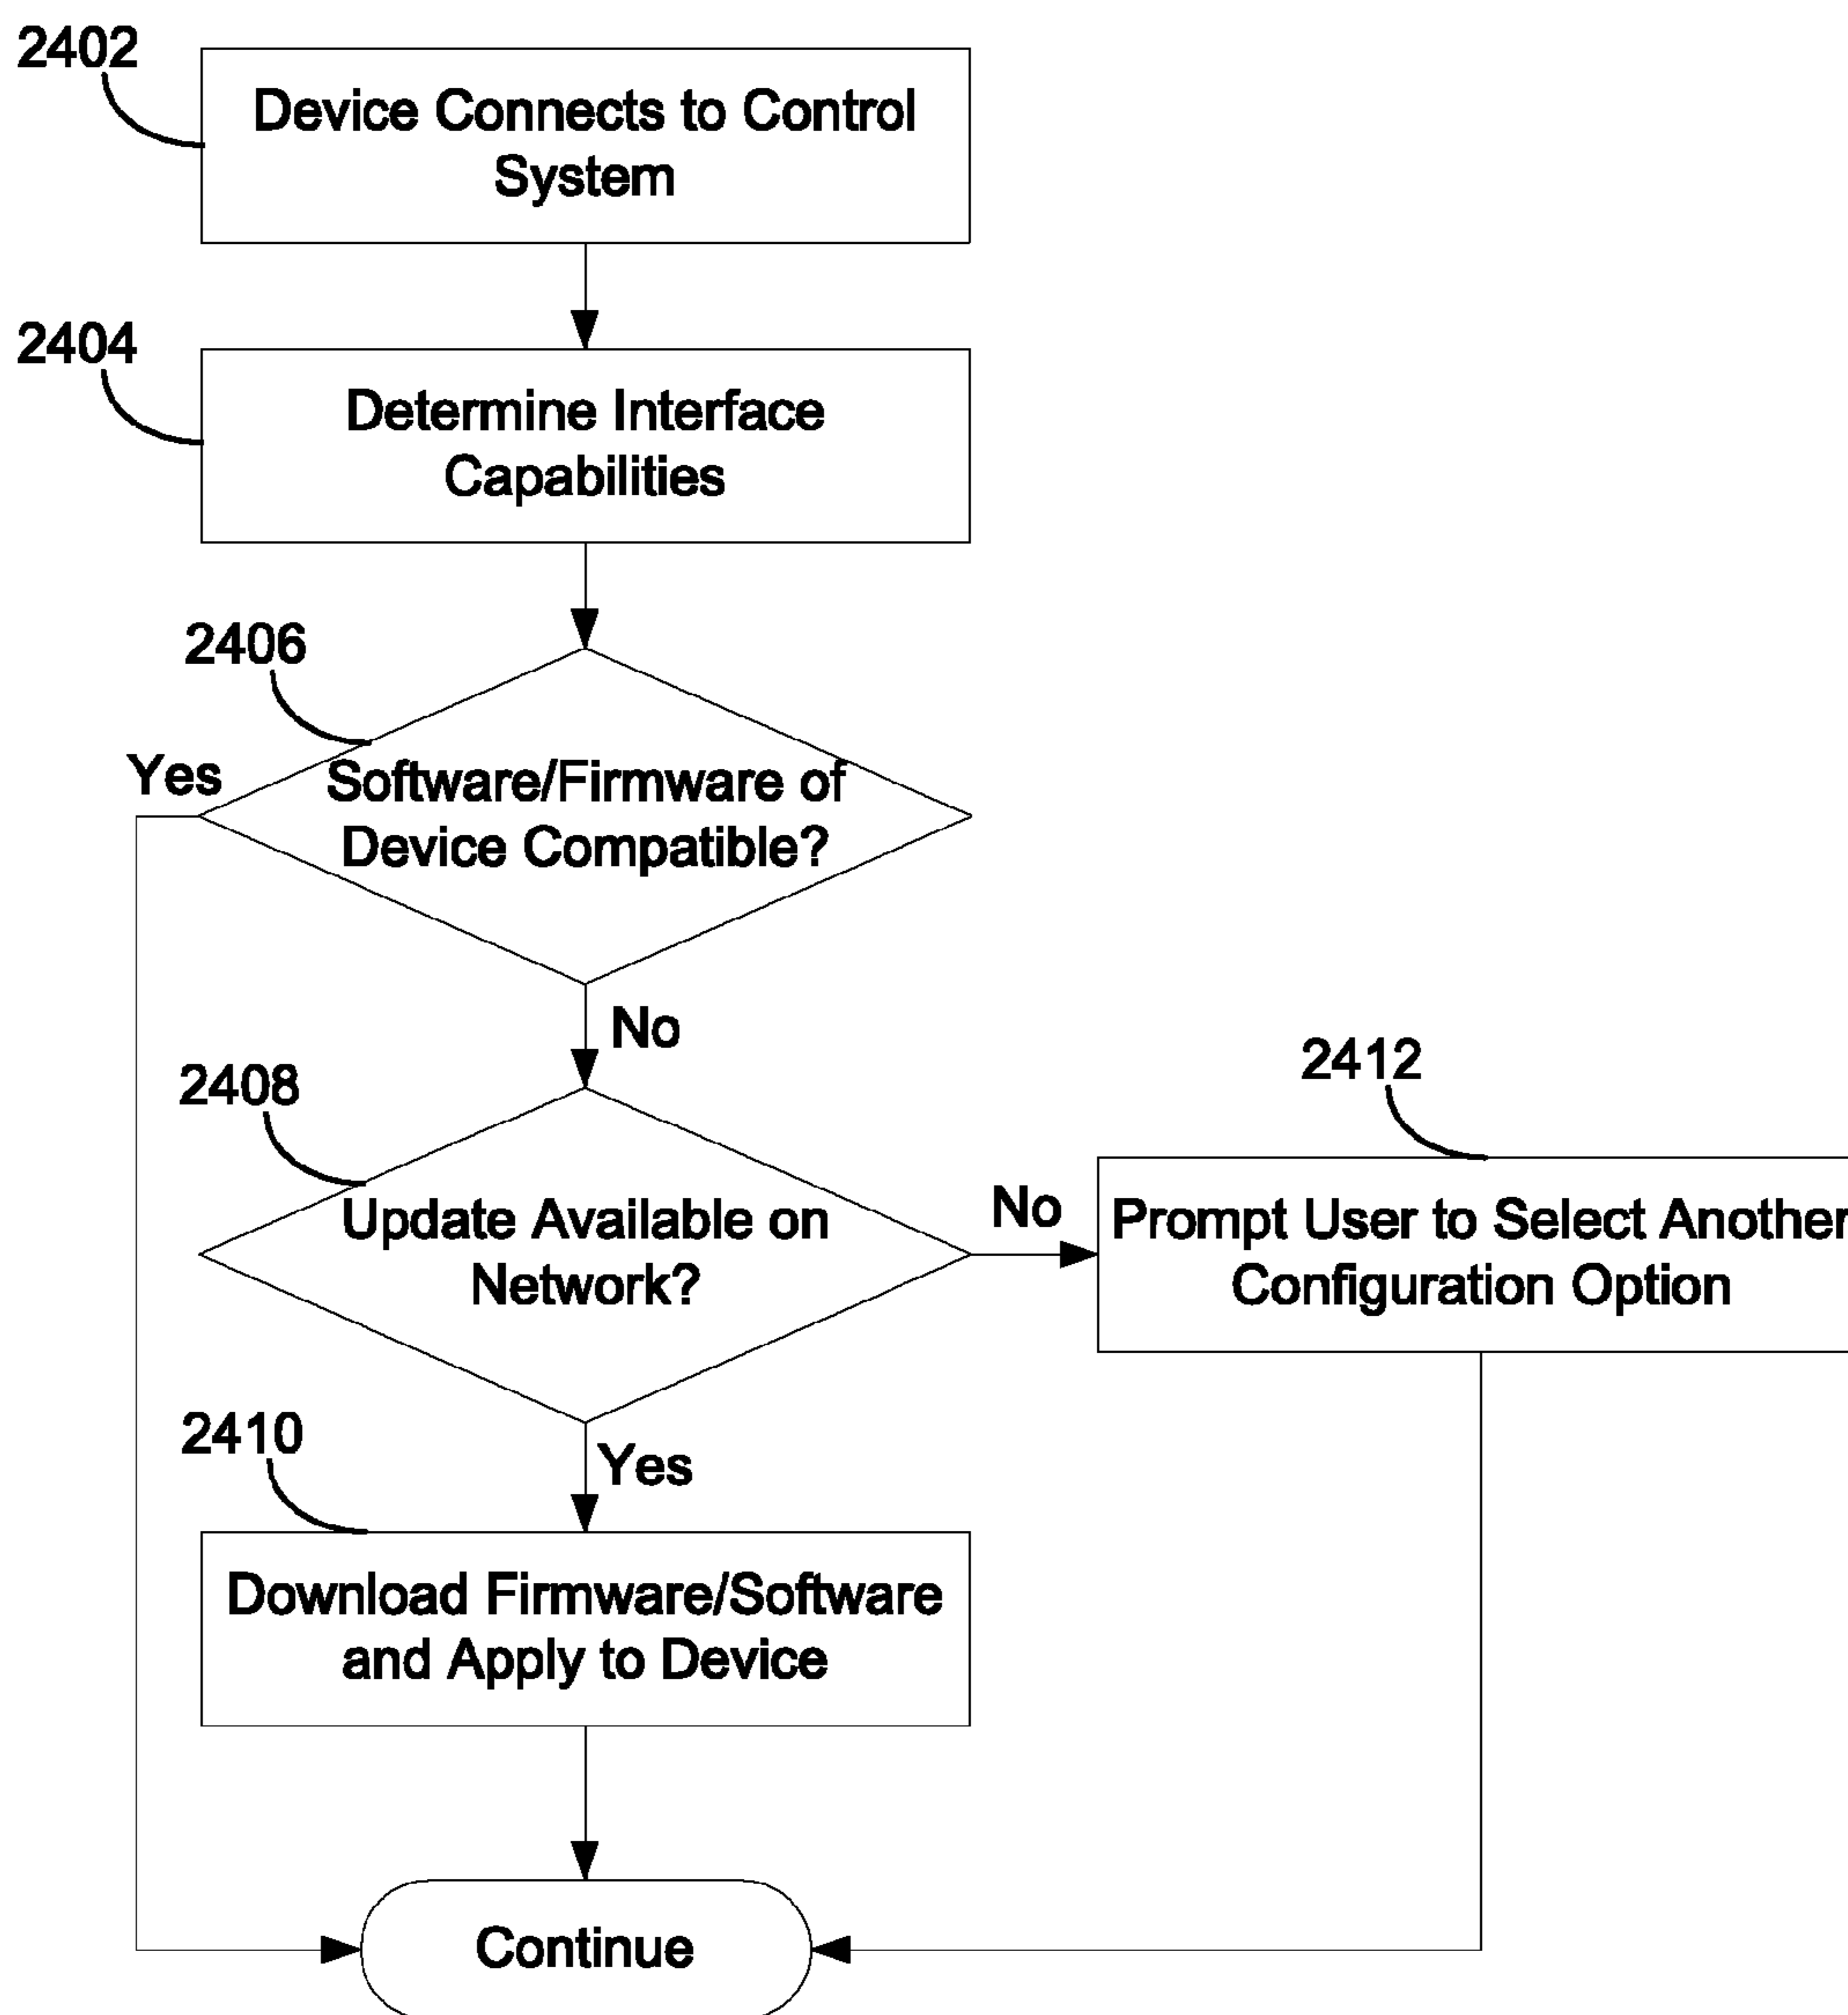 2402
Device Connects to Control
System
2404
Determine Interface
Capabilities
2406
Yes
Software/Firmware of
Device Compatible?
No
2408
2412
Update Available on
Network?
No
Prompt User to Select Another
Configuration Option
2410
Yes
Download Firmware/Software
and Apply to Device
Continue